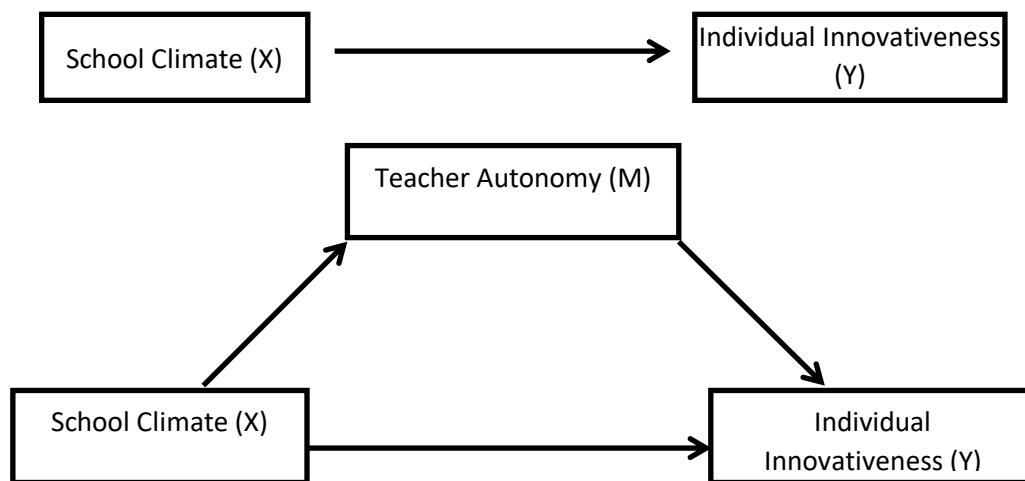 School Climate (X)
Individual Innovativeness
(Y)
Teacher Autonomy (M)
School Climate (X)
Individual
Innovativeness (Y)